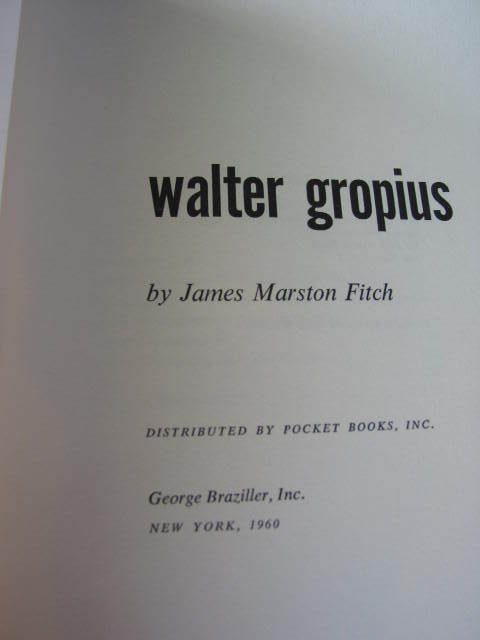 walter gropius
by James Marston Fitch
DISTRIBUTED BY POCKET BOOKS, INC.
George Braziller, Inc.
NEW YORK, 1960